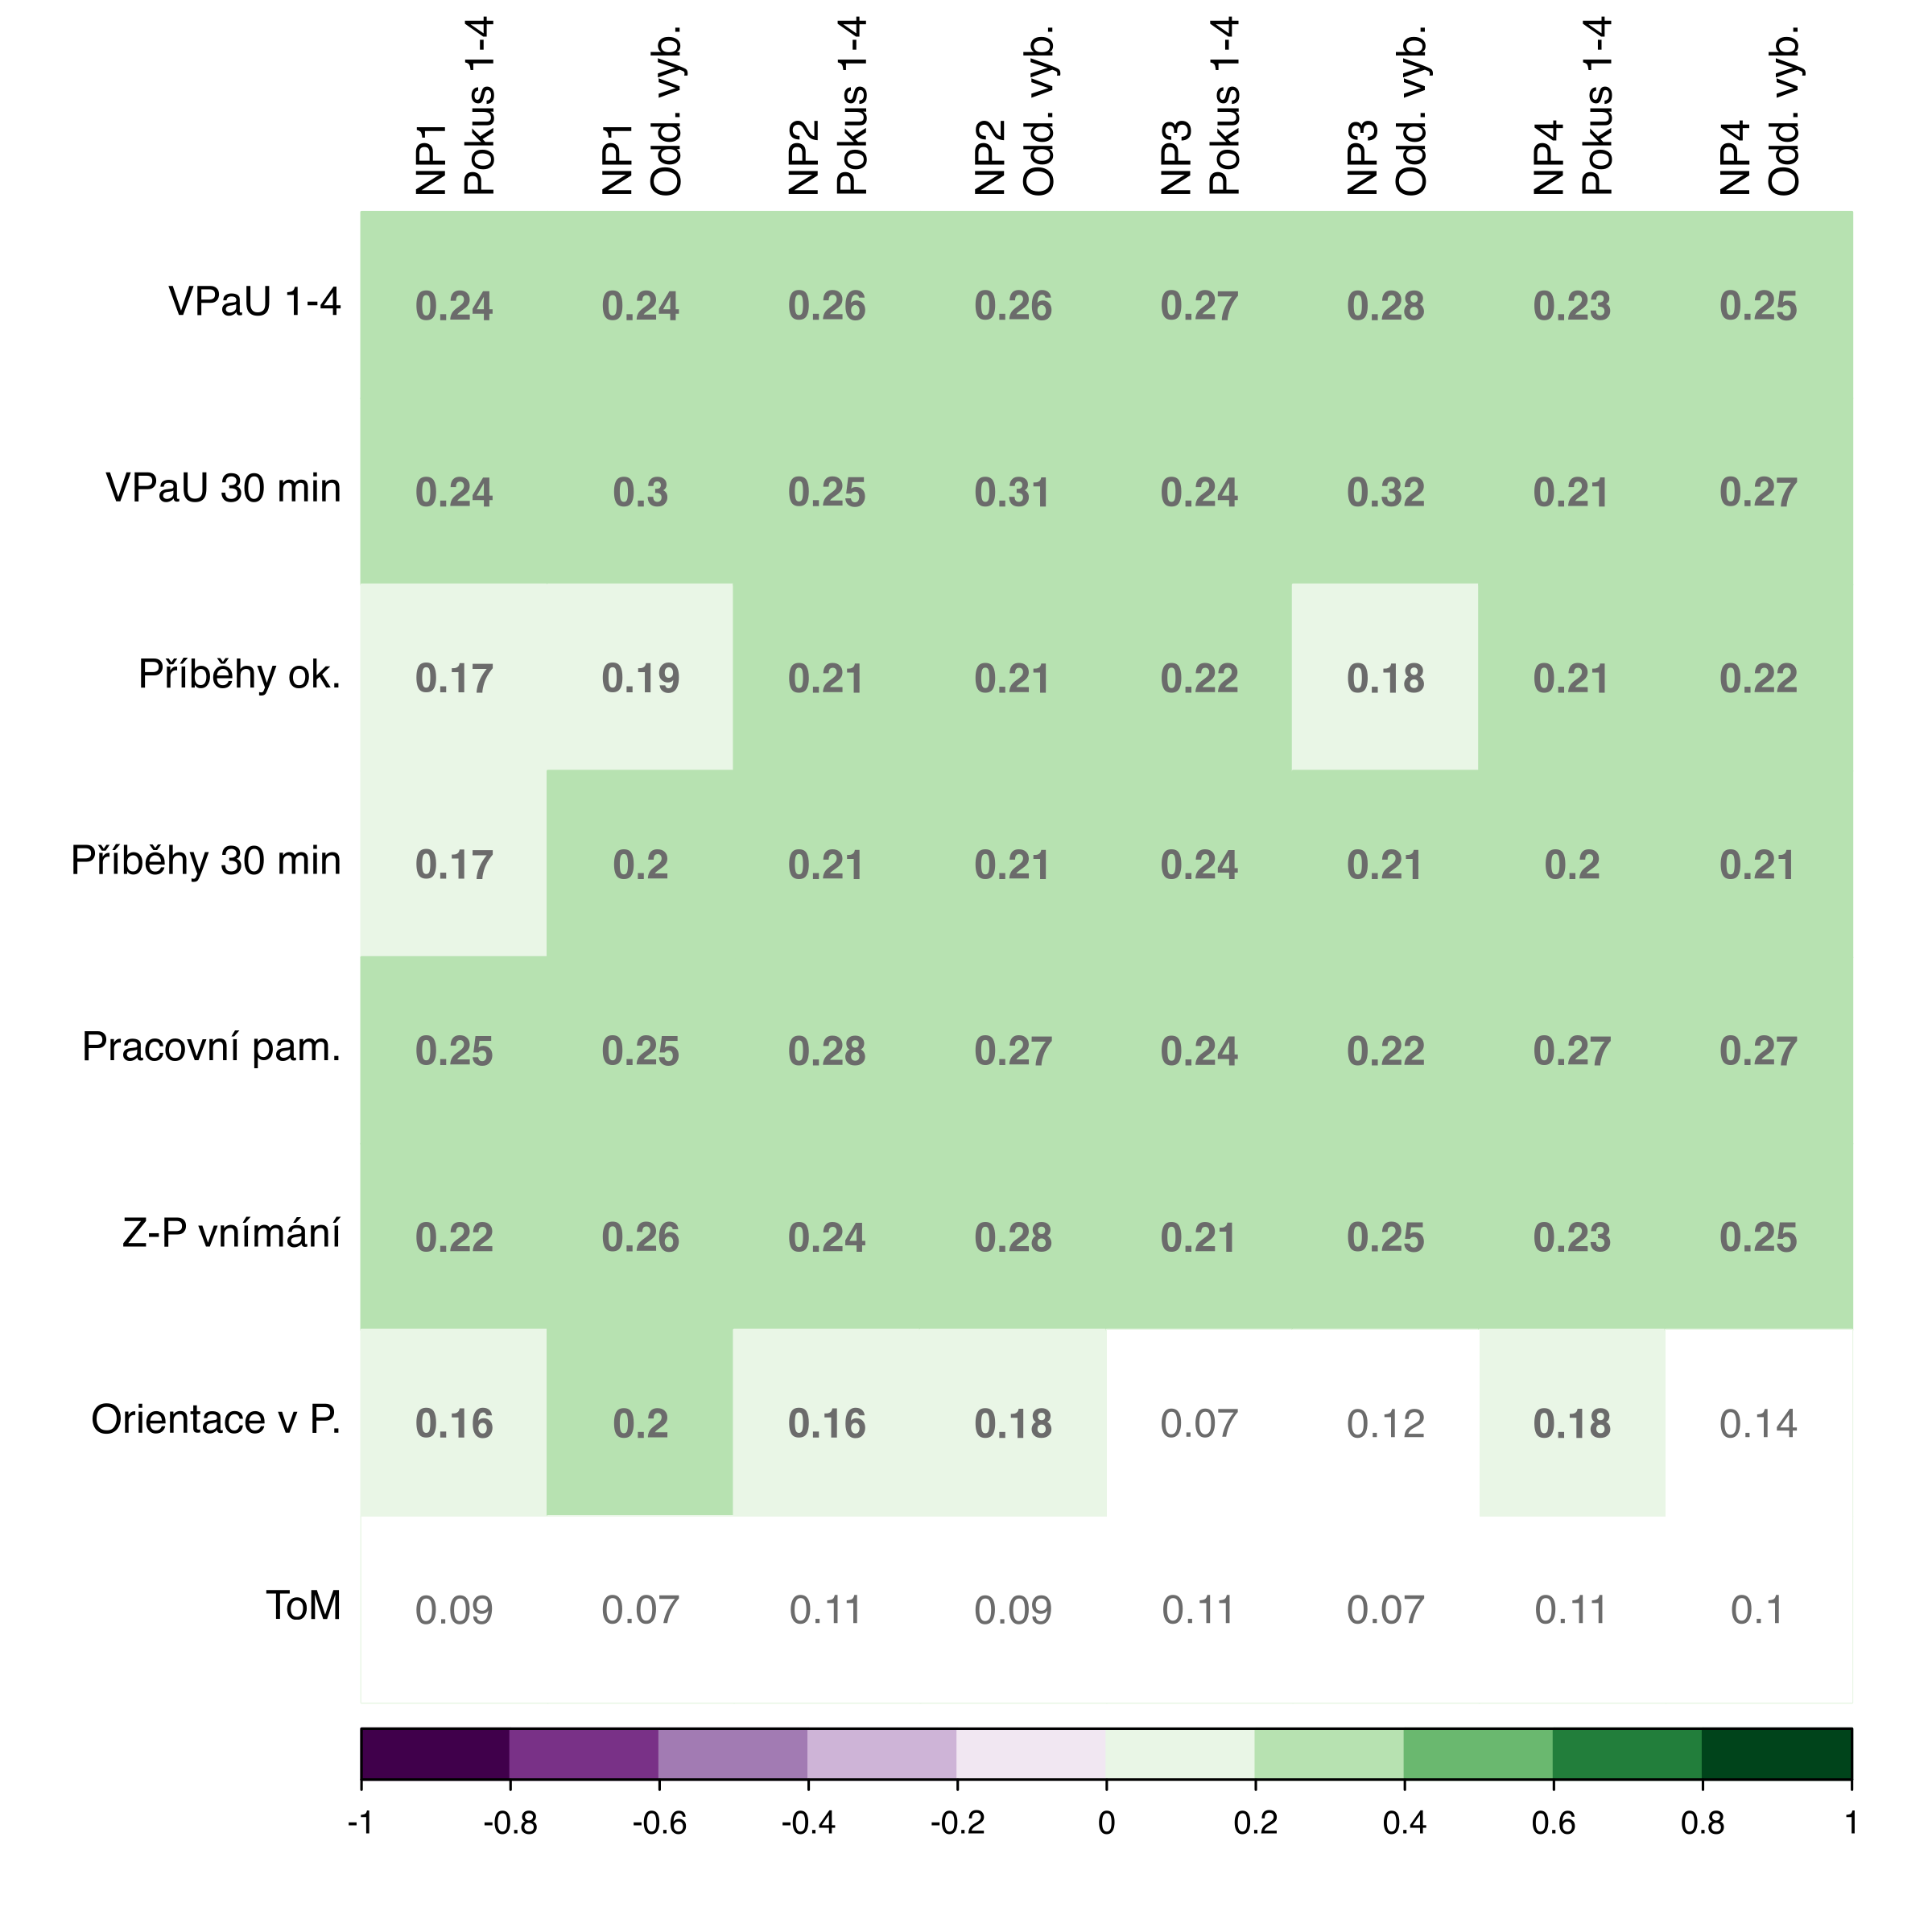 NP1
Pokus 1-4
NP1
Odd. vyb.
NP2
Pokus 1-4
NP2
Odd. vyb.
NP3
Pokus 1-4
NP3
Odd. vyb.
NP4
Pokus 1-4
NP4
Odd. vyb.
VPaU 1-4 0.24 0.24 0.26 0.26 0.27 0.28 0.23 0.25
VPaU 30 min 0.24 0.3 0.25 0.31 0.24 0.32 0.21 0.27
Příběhy ok. 0.17 0.19 0.21 0.21 0.22 0.18 0.21 0.22
Příběhy 30 min 0.17 0.2 0.21 0.21 0.24 0.21 0.2 0.21
Pracovní pam. 0.25 0.25 0.28 0.27 0.24 0.22 0.27 0.27
Z-P vnímání 0.22 0.26 0.24 0.28 0.21 0.25 0.23 0.25
Orientace v P. 0.16 0.2 0.16 0.18 0.07 0.12 0.18 0.14
ToM 0.09 0.07 0.11 0.09 0.11 0.07 0.11 0.1
-1 -0.8 -0.6 -0.4 -0.2 0 0.2 0.4 0.6 0.8 1